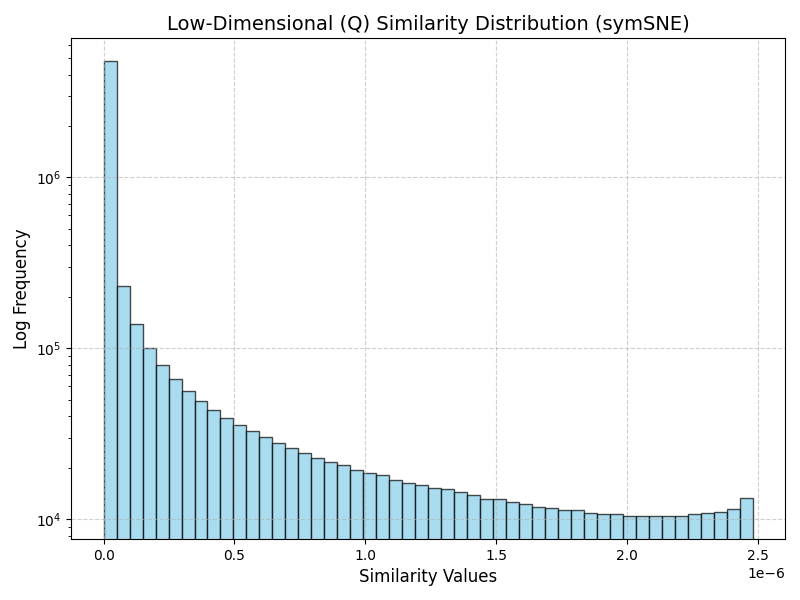 Low-Dimensional (Q) Similarity Distribution (symSNE)
Log Frequency
10^6
10^5
10^4
0.0 0.5 1.0 1.5 2.0 2.5
1e−6
Similarity Values